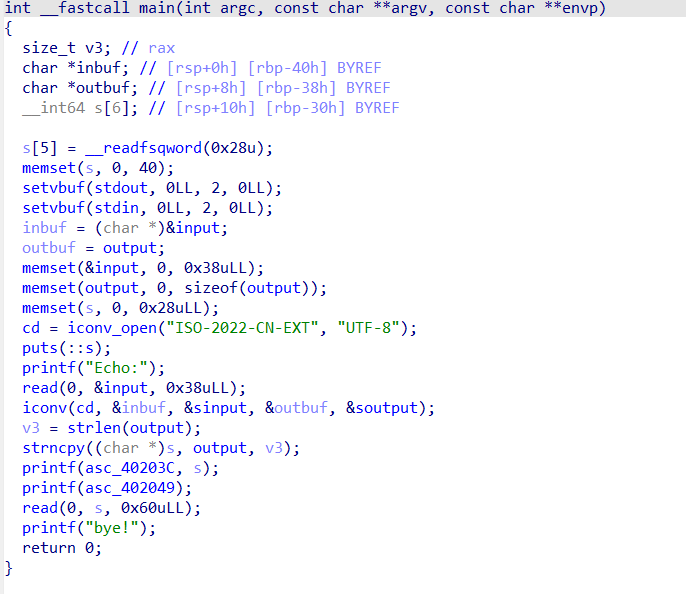 int __fastcall main(int argc, const char **argv, const char **envp)
{
  size_t v3; // rax
  char *inbuf; // [rsp+0h] [rbp-40h] BYREF
  char *outbuf; // [rsp+8h] [rbp-38h] BYREF
  __int64 s[6]; // [rsp+10h] [rbp-30h] BYREF

  s[5] = __readfsqword(0x28u);
  memset(s, 0, 40);
  setvbuf(stdout, 0LL, 2, 0LL);
  setvbuf(stdin, 0LL, 2, 0LL);
  inbuf = (char *)&input;
  outbuf = output;
  memset(&input, 0, 0x38uLL);
  memset(output, 0, sizeof(output));
  memset(s, 0, 0x28uLL);
  cd = iconv_open("ISO-2022-CN-EXT", "UTF-8");
  puts(::s);
  printf("Echo:");
  read(0, &input, 0x38uLL);
  iconv(cd, &inbuf, &sinput, &outbuf, &soutput);
  v3 = strlen(output);
  strncpy((char *)s, output, v3);
  printf(asc_40203C, s);
  printf(asc_402049);
  read(0, s, 0x60uLL);
  printf("bye!");
  return 0;
}